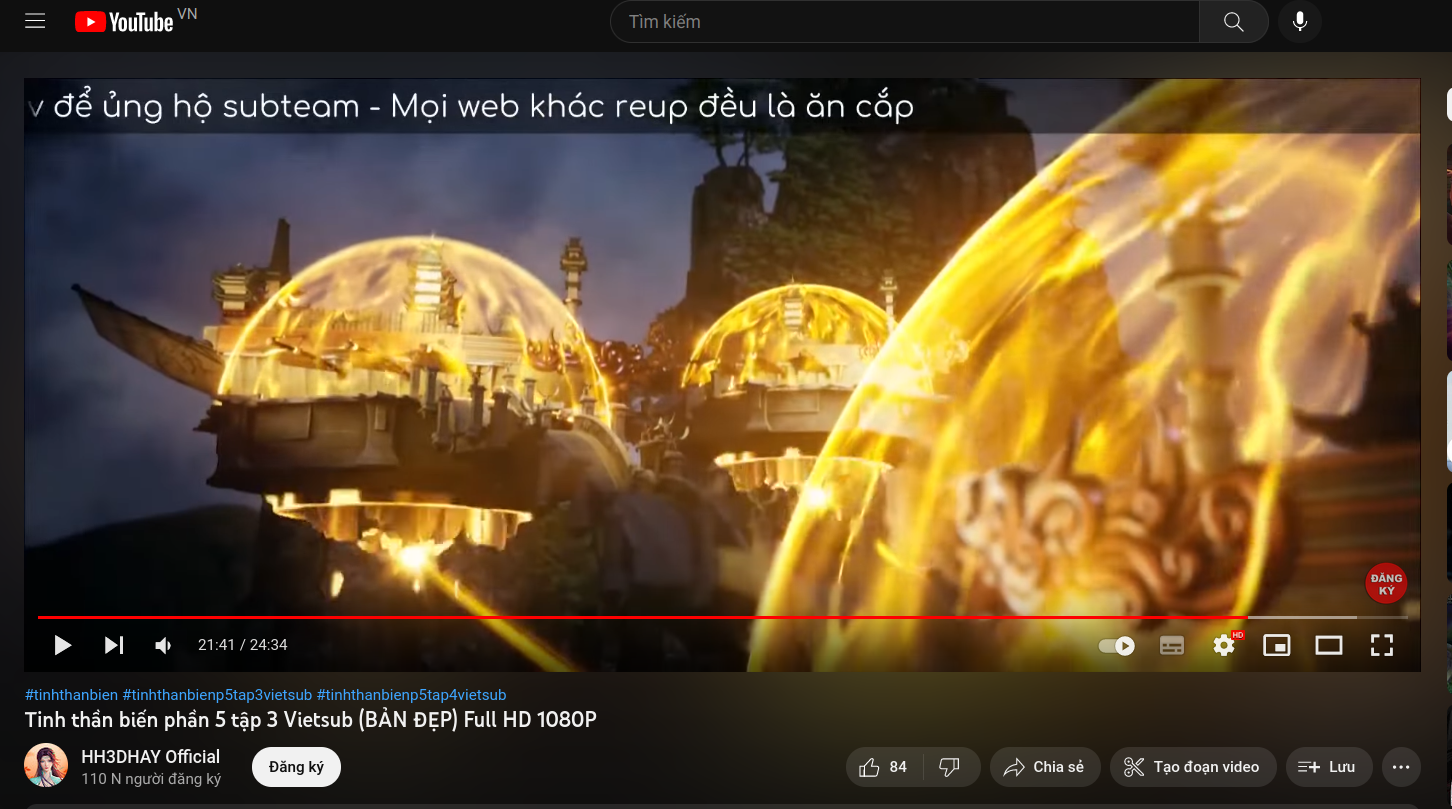 YouTube VN
Tìm kiếm
v để ủng hộ subteam - Mọi web khác reup đều là ăn cắp
ĐĂNG
KÝ
21:41 / 24:34
HD
#tinhthanbien #tinhthanbienp5tap3vietsub #tinhthanbienp5tap4vietsub
Tinh thần biến phần 5 tập 3 Vietsub (BẢN ĐẸP) Full HD 1080P
HH3DHAY Official
110 N người đăng ký
Đăng ký
84
Chia sẻ
Tạo đoạn video
Lưu